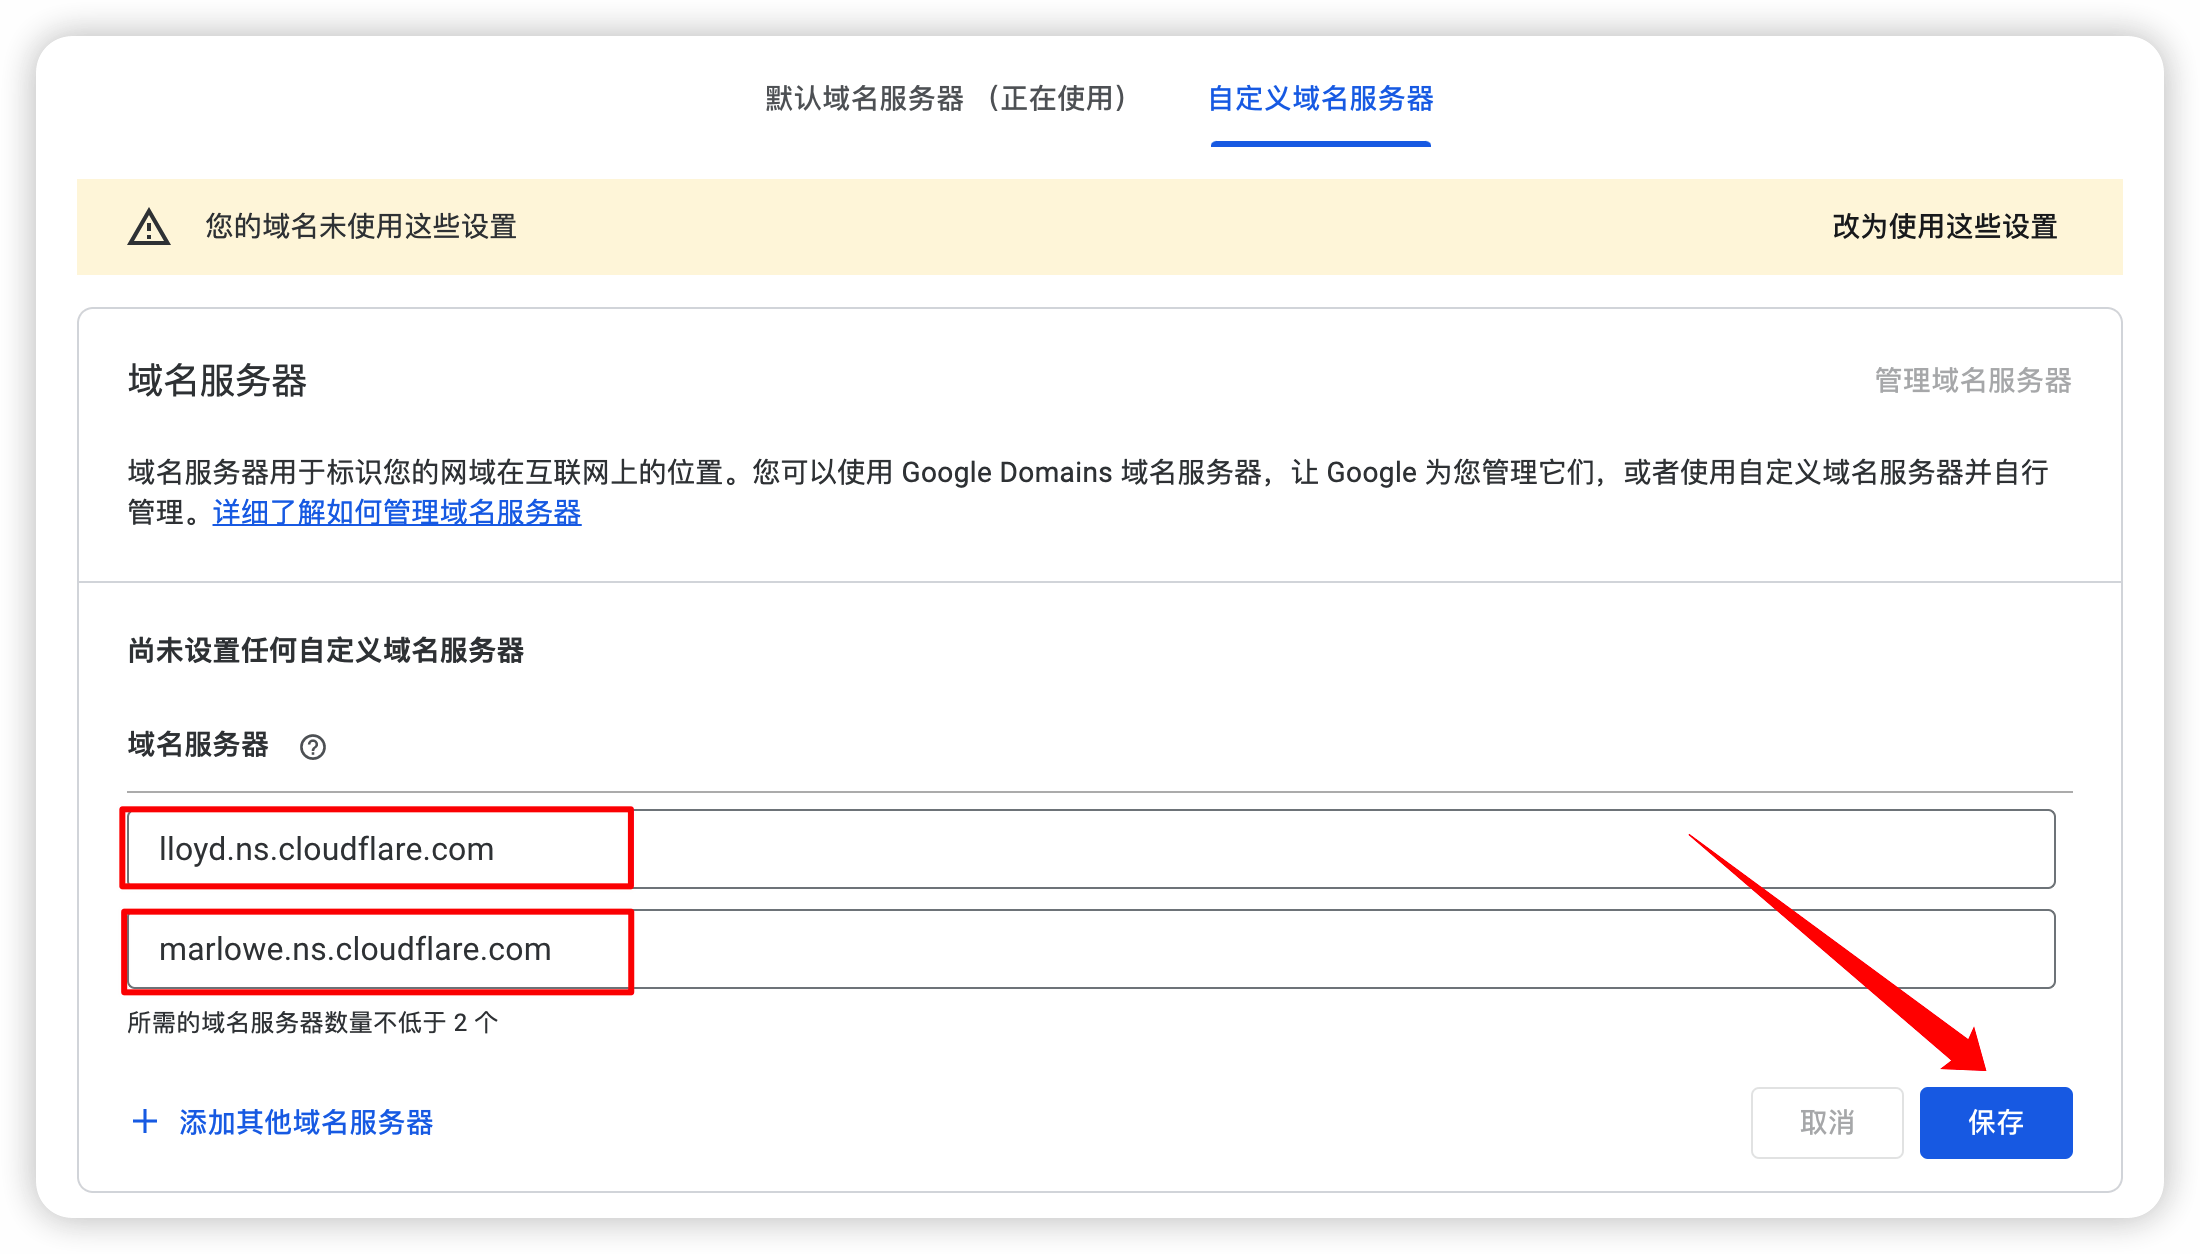 默认域名服务器 （正在使用）
自定义域名服务器
您的域名未使用这些设置
改为使用这些设置
域名服务器
管理域名服务器
域名服务器用于标识您的网域在互联网上的位置。您可以使用 Google Domains 域名服务器，让 Google 为您管理它们，或者使用自定义域名服务器并自行
管理。详细了解如何管理域名服务器
尚未设置任何自定义域名服务器
域名服务器
lloyd.ns.cloudflare.com
marlowe.ns.cloudflare.com
所需的域名服务器数量不低于 2 个
添加其他域名服务器
取消
保存